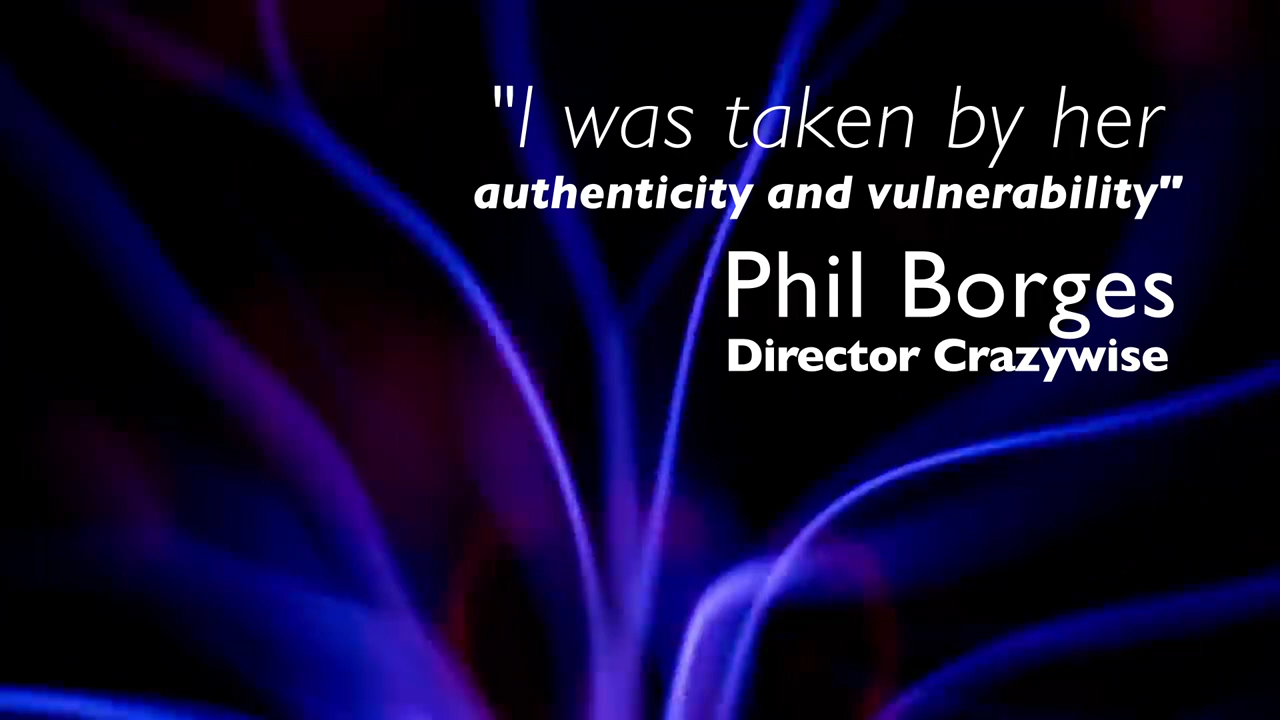 "I was taken by her
authenticity and vulnerability"
Phil Borges
Director Crazywise